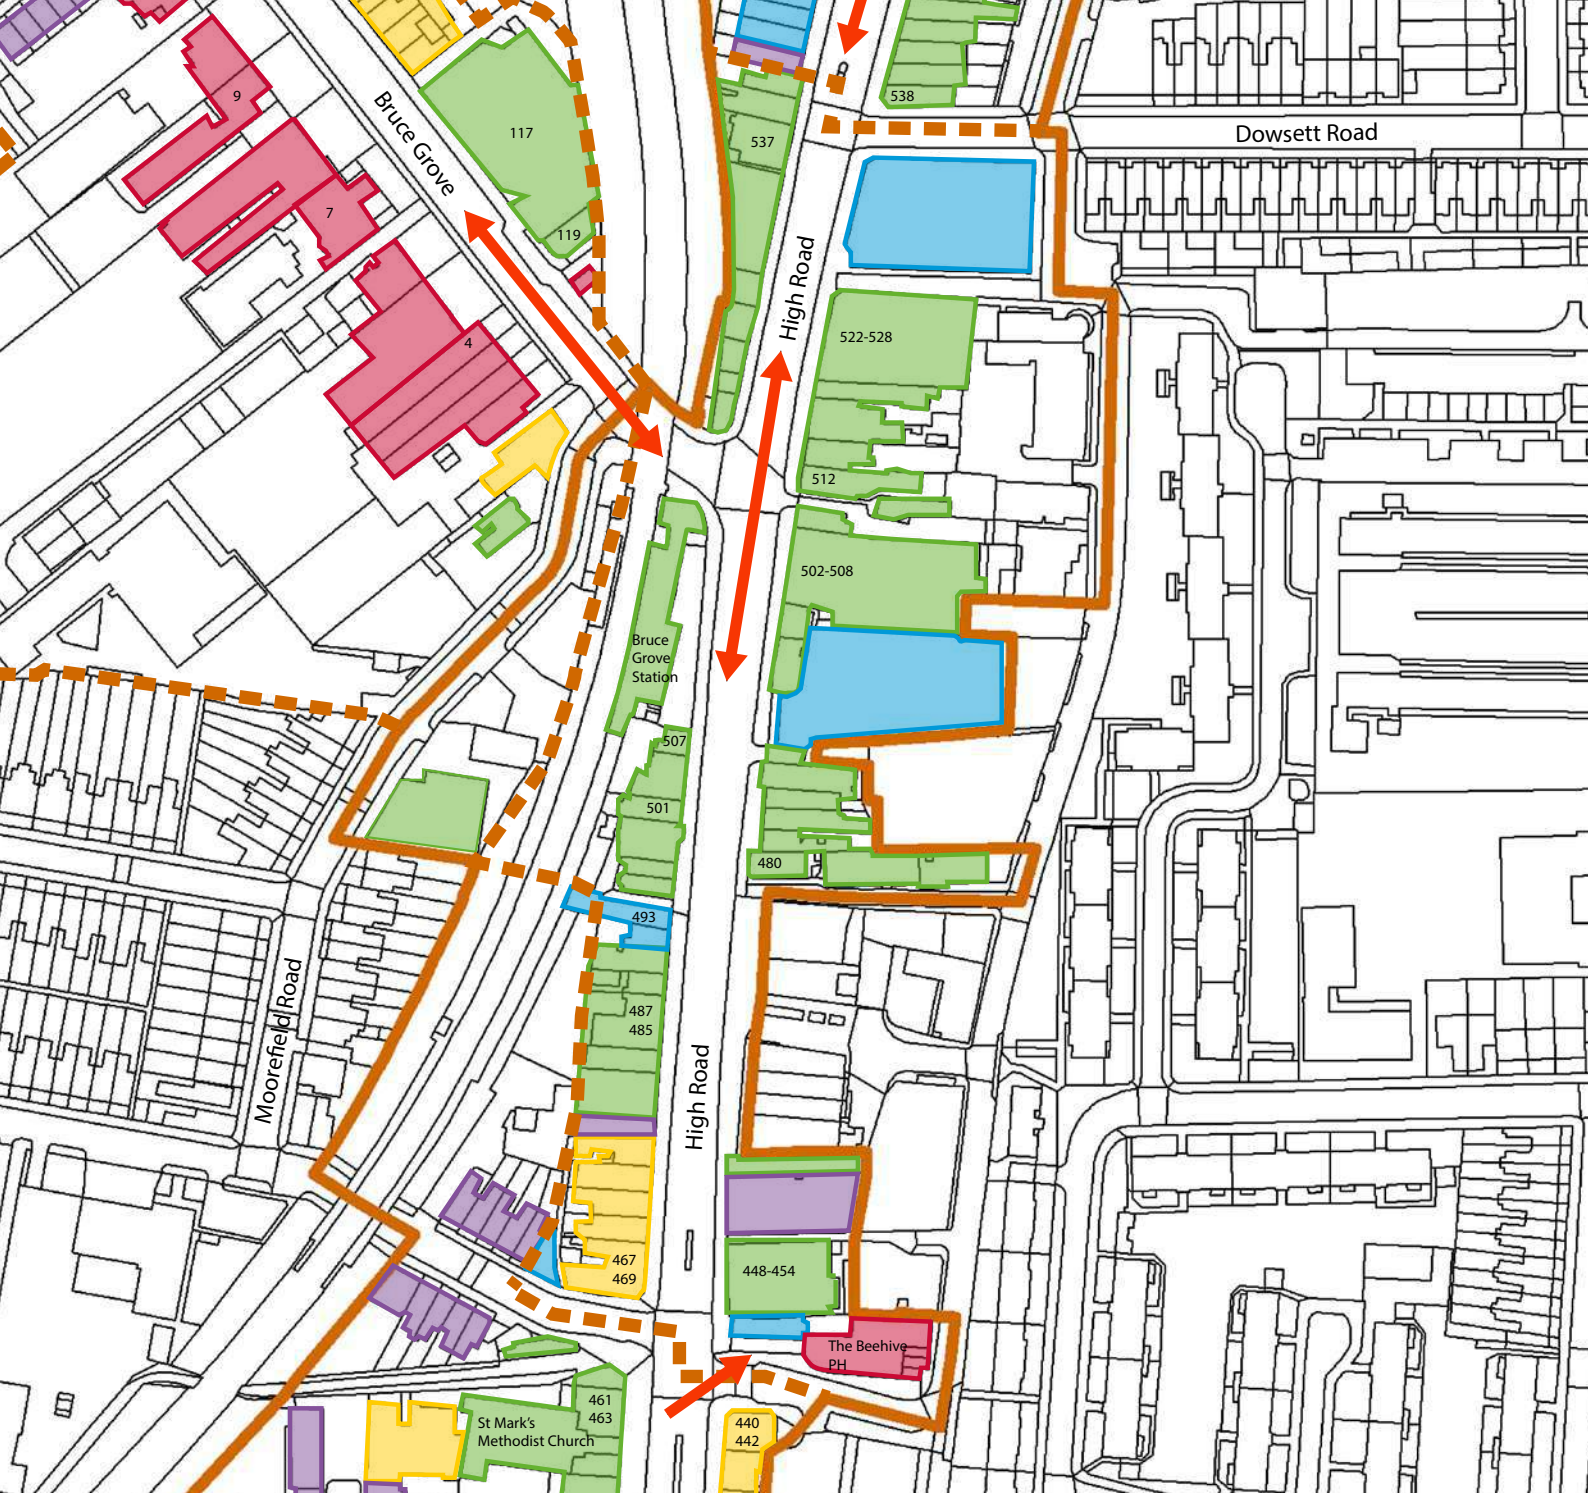 9
117
538
537
Dowsett Road
Bruce Grove
7
119
High Road
522-528
4
512
502-508
Bruce
Grove
Station
507
501
480
493
487
485
Moorefield Road
High Road
467
469
448-454
The Beehive
PH
461
463
St Mark's
Methodist Church
440
442